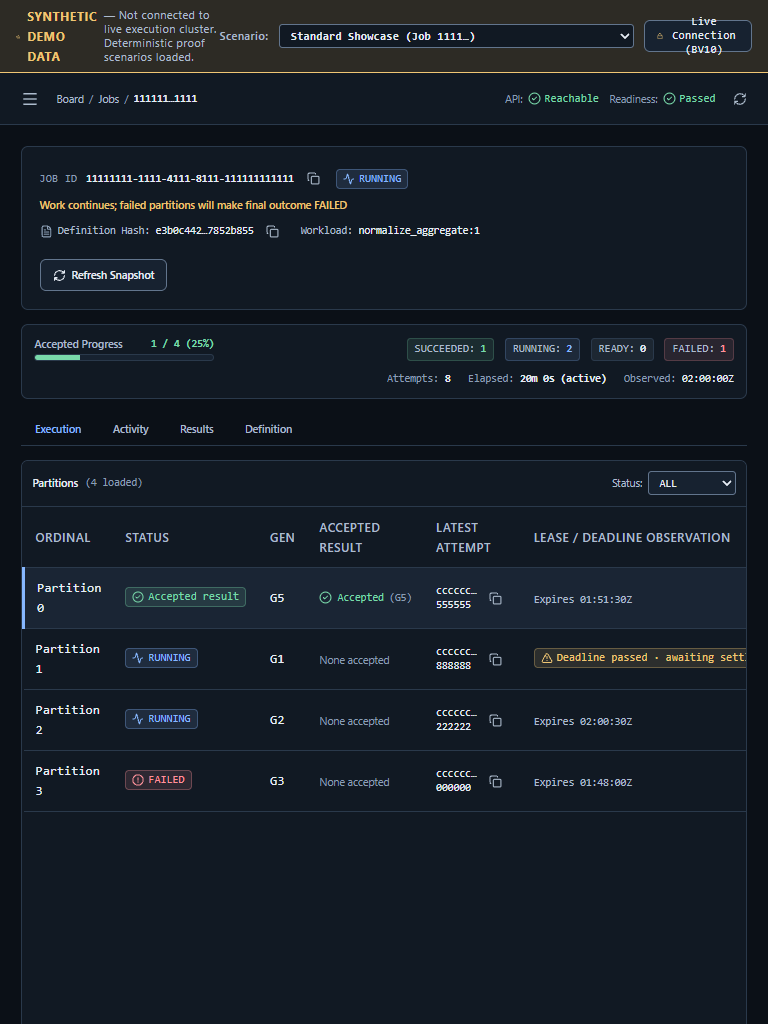 SYNTHETIC DEMO DATA
— Not connected to live execution cluster. Deterministic proof scenarios loaded.
Scenario:
Standard Showcase (Job 1111…)
Live Connection (BV10)
Board / Jobs / 111111…1111
API: Reachable Readiness: Passed
JOB ID 11111111-1111-4111-8111-111111111111 RUNNING
Work continues; failed partitions will make final outcome FAILED
Definition Hash: e3b0c442…7852b855 Workload: normalize_aggregate:1
Refresh Snapshot
Accepted Progress 1 / 4 (25%)
SUCCEEDED: 1 RUNNING: 2 READY: 0 FAILED: 1
Attempts: 8 Elapsed: 20m 0s (active) Observed: 02:00:00Z
Execution Activity Results Definition
Partitions (4 loaded) Status: ALL
ORDINAL STATUS GEN ACCEPTED RESULT LATEST ATTEMPT LEASE / DEADLINE OBSERVATION
Partition 0 Accepted result G5 Accepted (G5) cccccc…555555 Expires 01:51:30Z
Partition 1 RUNNING G1 None accepted cccccc…888888 Deadline passed · awaiting settl
Partition 2 RUNNING G2 None accepted cccccc…222222 Expires 02:00:30Z
Partition 3 FAILED G3 None accepted cccccc…000000 Expires 01:48:00Z